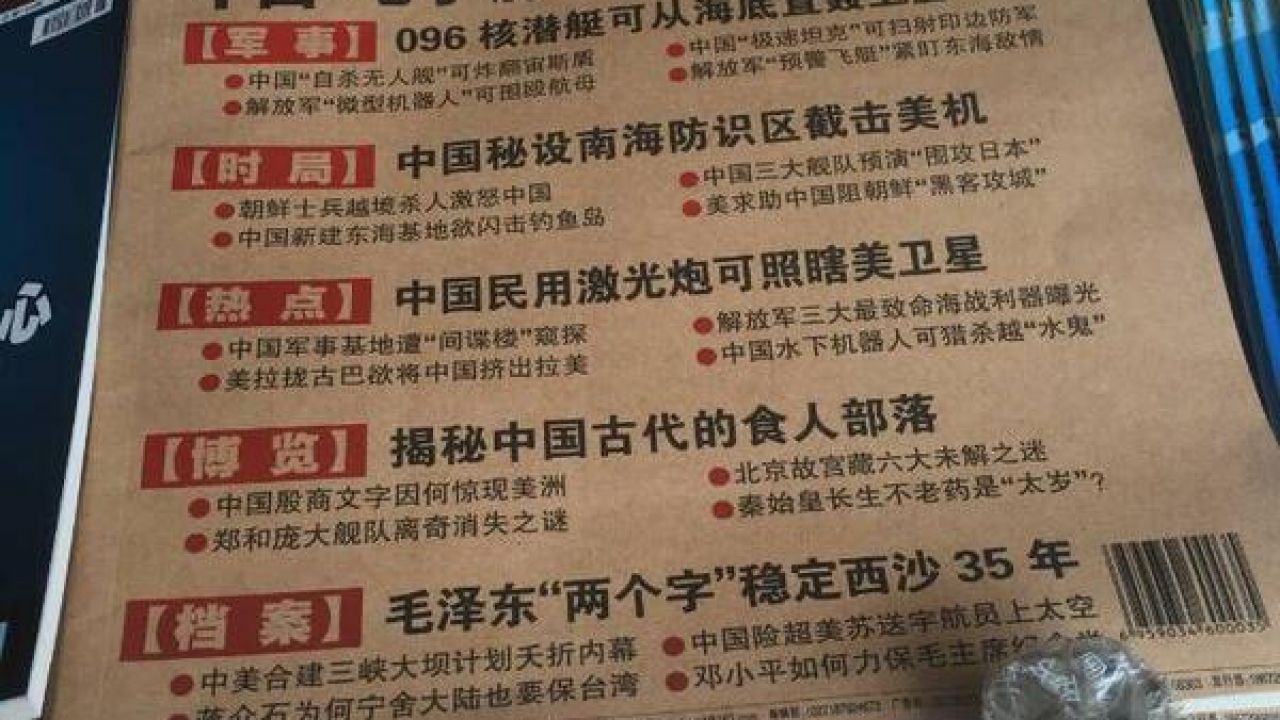 【军 事】 096 核潜艇可从海底直轰
●中国“自杀无人舰”可炸翻宙斯盾
●解放军“微型机器人”可围殴航母
●中国“极速坦克”可扫射印边防军
●解放军“预警飞艇”紧盯东海敌情
【时 局】 中国秘设南海防识区截击美机
●朝鲜士兵越境杀人激怒中国
●中国新建东海基地欲闪击钓鱼岛
●中国三大舰队预演“围攻日本”
●美求助中国阻朝鲜“黑客攻城”
【热 点】 中国民用激光炮可照瞎美卫星
●中国军事基地遭“间谍楼”窥探
●美拉拢古巴欲将中国挤出拉美
●解放军三大最致命海战利器曝光
●中国水下机器人可猎杀越“水鬼”
【博 览】 揭秘中国古代的食人部落
●中国殷商文字因何惊现美洲
●郑和庞大舰队离奇消失之谜
●北京故宫藏六大未解之迷
●秦始皇长生不老药是“太岁”?
【档 案】 毛泽东“两个字”稳定西沙 35 年
●中美合建三峡大坝计划夭折内幕
蒋介石为何宁舍大陆也要保台湾
●中国险超美苏送宇航员上太空
●邓小平如何力保毛主席纪念堂
心